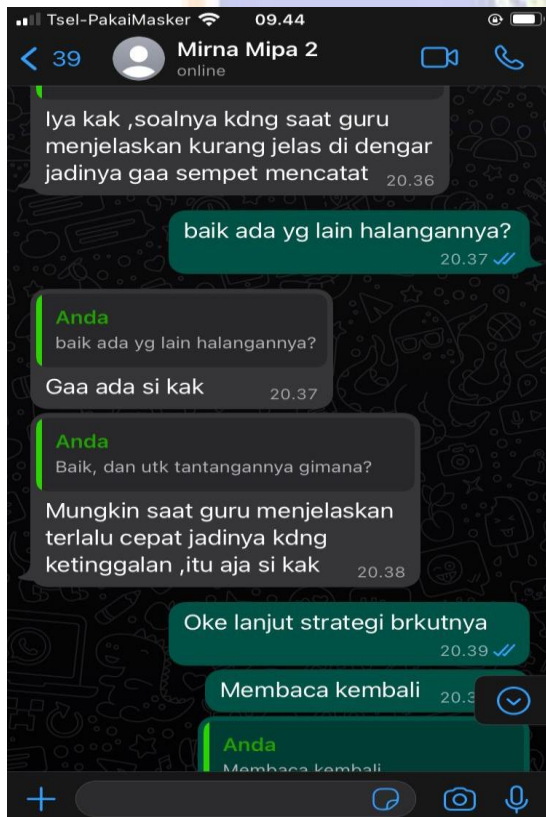 Tsel-PakaiMasker 09.44
39
Mirna Mipa 2
online
Iya kak ,soalnya kdng saat guru
menjelaskan kurang jelas di dengar
jadinya gaa sempet mencatat 20.36
baik ada yg lain halangannya?
20.37
Anda
baik ada yg lain halangannya?
Gaa ada si kak 20.37
Anda
Baik, dan utk tantangannya gimana?
Mungkin saat guru menjelaskan
terlalu cepat jadinya kdng
ketinggalan ,itu aja si kak 20.38
Oke lanjut strategi brkutnya
20.39
Membaca kembali
Anda
Membaca kembali